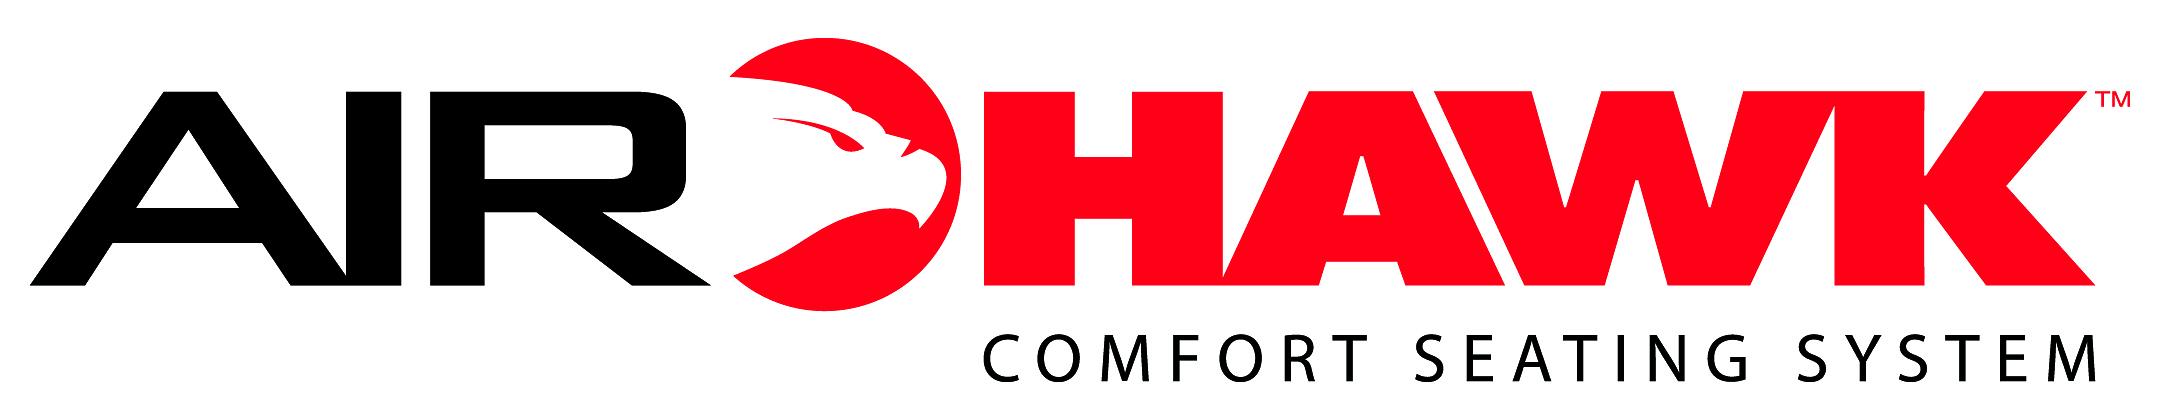 AIRHAWK™
COMFORT SEATING SYSTEM